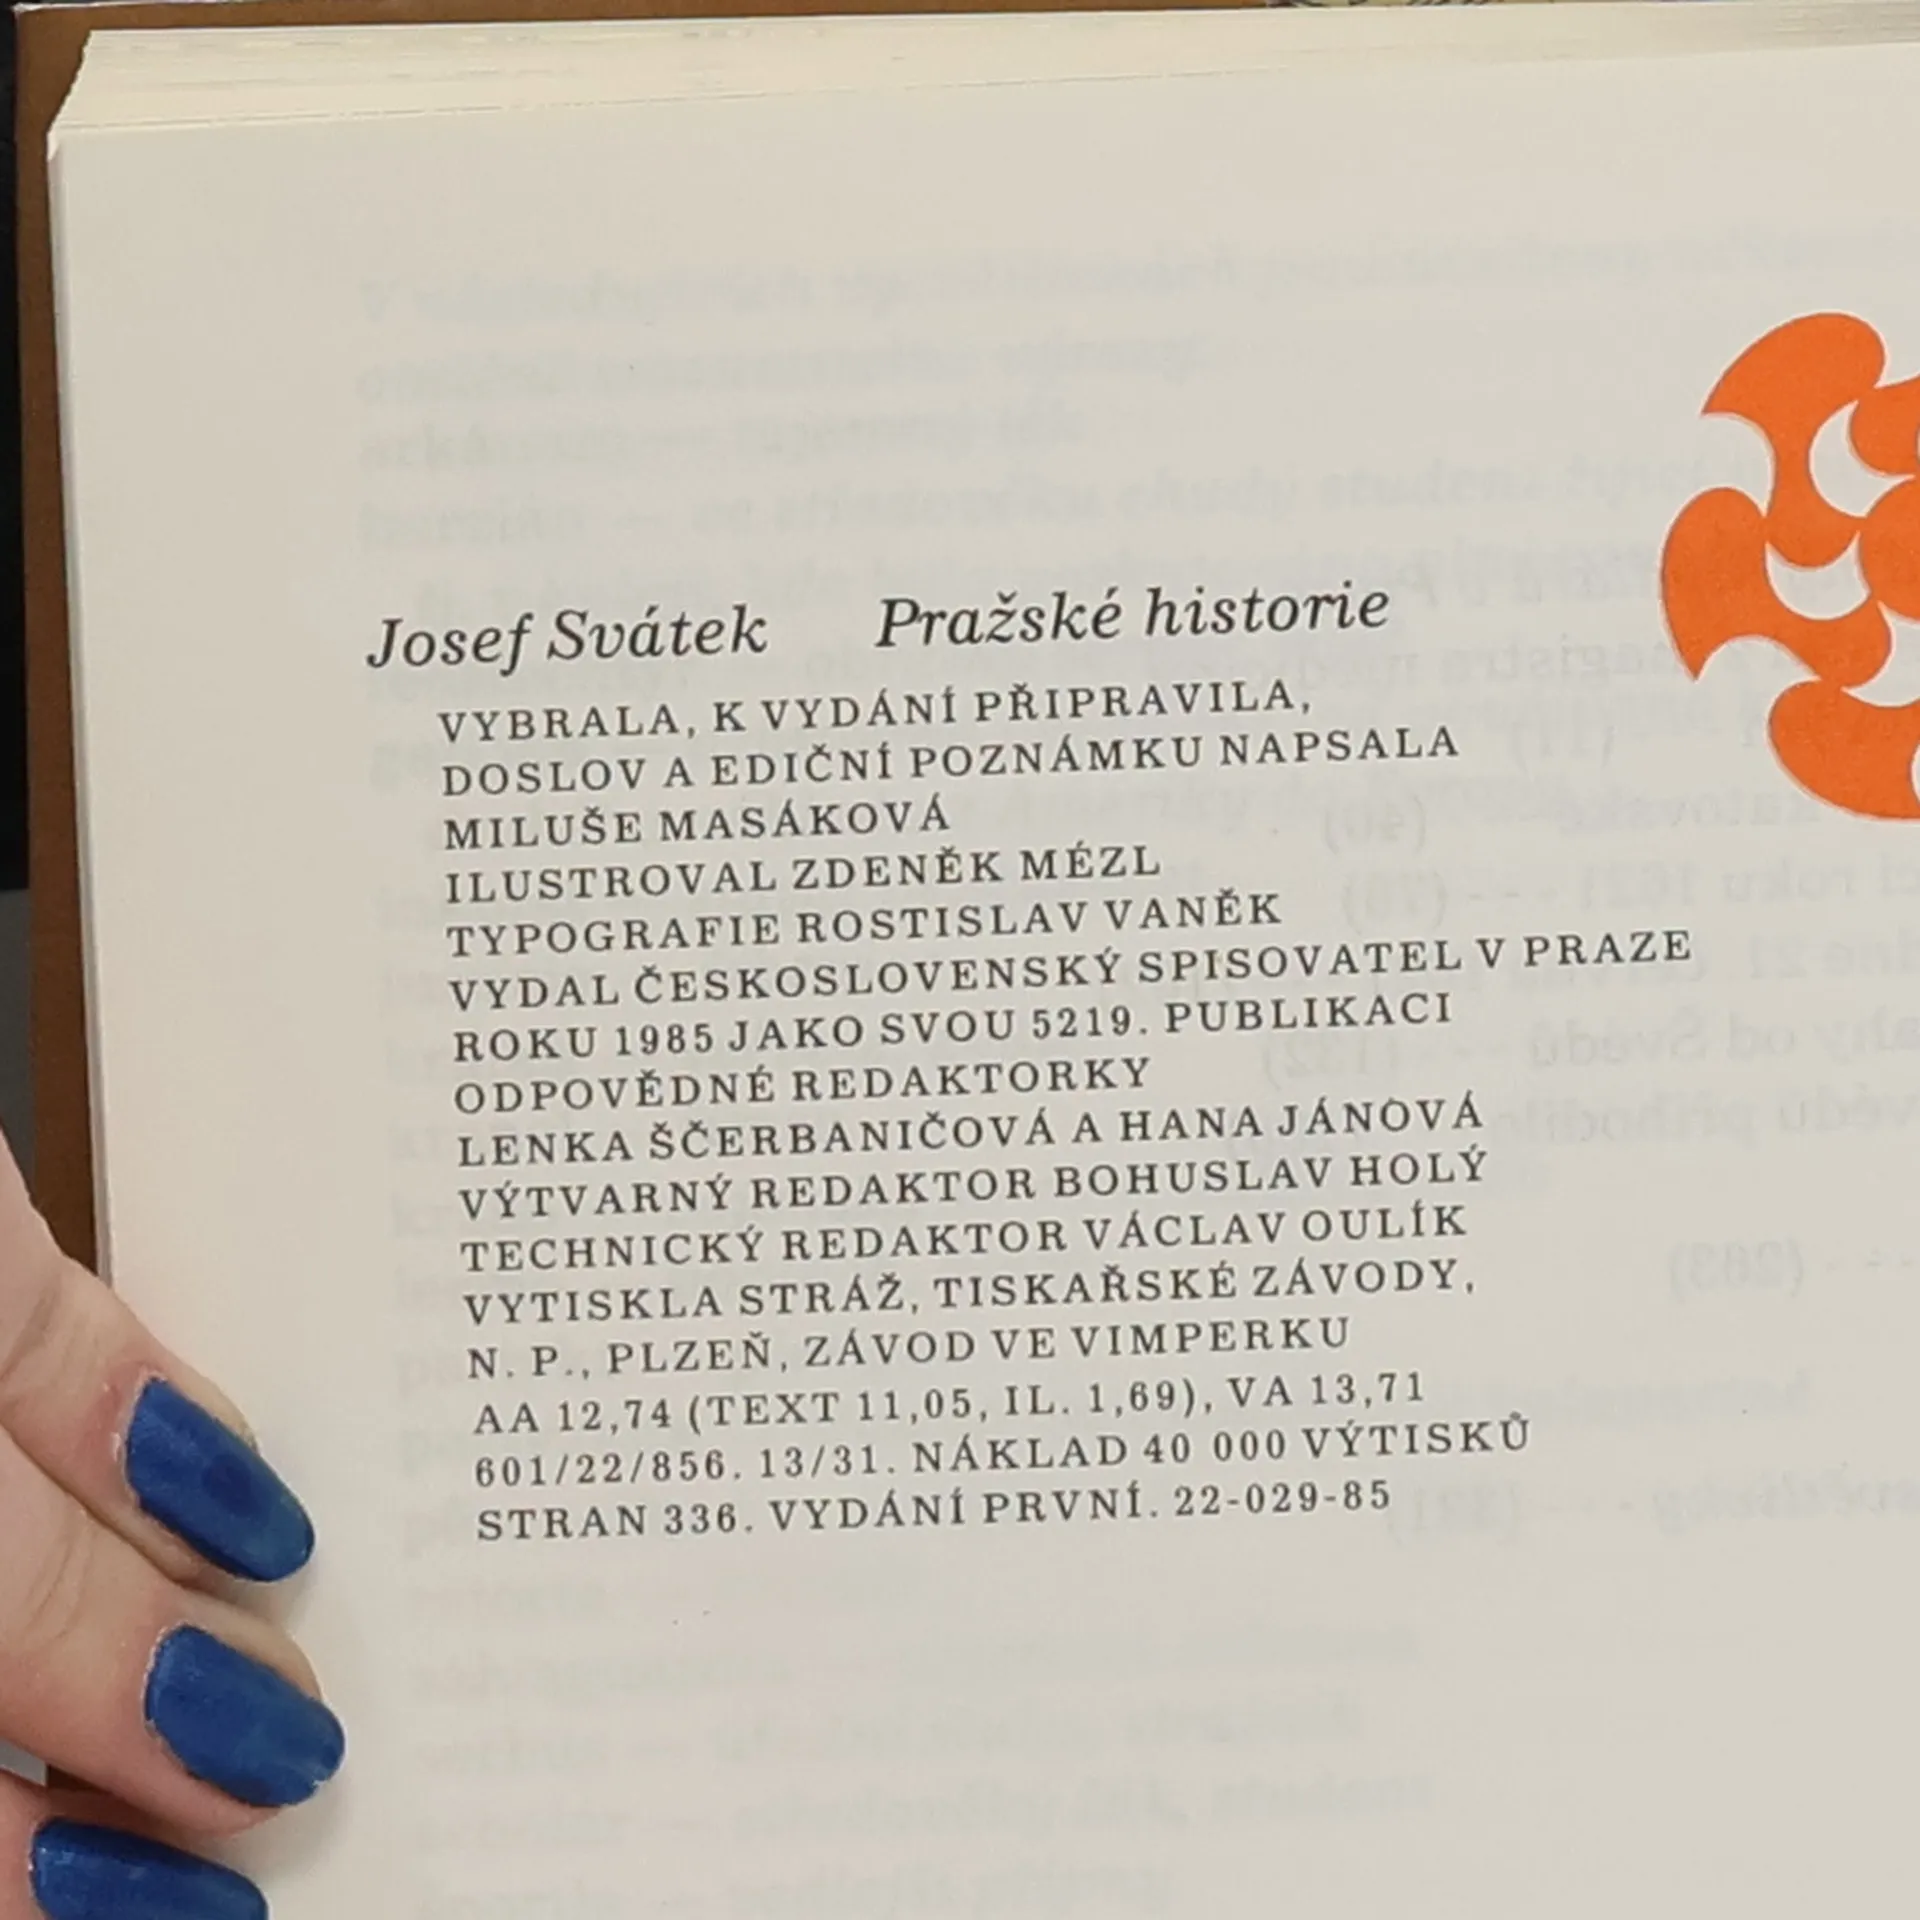 Josef Svátek Pražské historie
VYBRALA, K VYDÁNÍ PŘIPRAVILA,
DOSLOV A EDIČNÍ POZNÁMKU NAPSALA
MILUŠE MASÁKOVÁ
ILUSTROVAL ZDENĚK MÉZL
TYPOGRAFIE ROSTISLAV VANĚK
VYDAL ČESKOSLOVENSKÝ SPISOVATEL V PRAZE
ROKU 1985 JAKO SVOU 5219. PUBLIKACI
ODPOVĚDNÉ REDAKTORKY
LENKA ŠČERBANIČOVÁ A HANA JÁNOVÁ
VÝTVARNÝ REDAKTOR BOHUSLAV HOLÝ
TECHNICKÝ REDAKTOR VÁCLAV OULÍK
VYTISKLA STRÁŽ, TISKAŘSKÉ ZÁVODY,
N. P., PLZEŇ, ZÁVOD VE VIMPERKU
AA 12,74 (TEXT 11,05, IL. 1,69), VA 13,71
601/22/856. 13/31. NÁKLAD 40 000 VÝTISKŮ
STRAN 336. VYDÁNÍ PRVNÍ. 22-029-85